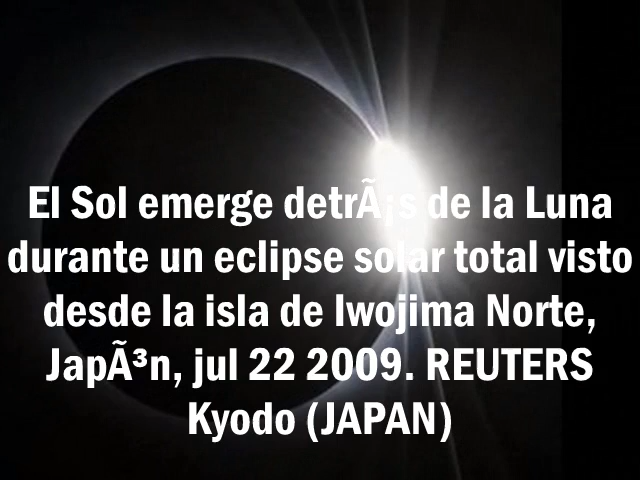 El Sol emerge detrÃ¡s de la Luna
durante un eclipse solar total visto
desde la isla de Iwojima Norte,
JapÃ³n, jul 22 2009. REUTERS
Kyodo (JAPAN)